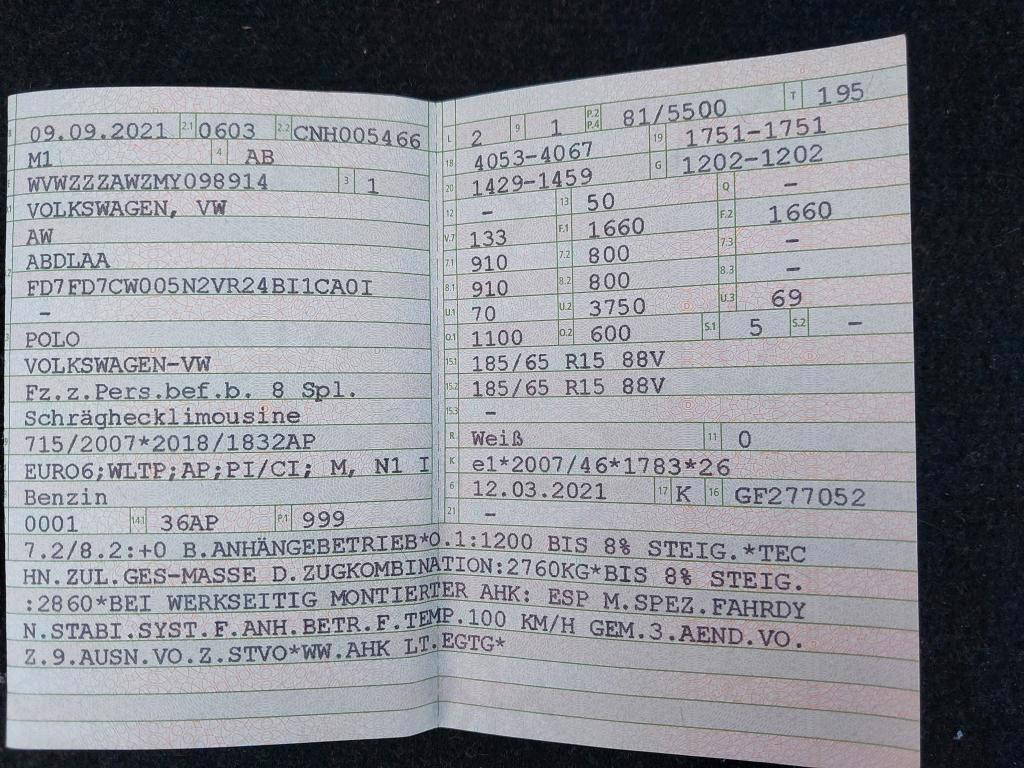 09.09.2021 2.1 0603 2.2 CNH005466
M1 4 AB
WVWZZZAWZMY098914 3 1
VOLKSWAGEN, VW
AW
ABDLAA
FD7FD7CW005N2VR24BI1CA0I
–
POLO
VOLKSWAGEN-VW
Fz.z.Pers.bef.b. 8 Spl.
Schräghecklimousine
715/2007*2018/1832AP
EURO6;WLTP;AP;PI/CI; M, N1 I
Benzin
0001 14.1 36AP P.1 999
L 2 9 1 P.2 P.4 81/5500 T 195
18 4053-4067 19 1751-1751
20 1429-1459 G 1202-1202
12 – 13 50 Q –
V.7 133 F.1 1660 F.2 1660
7.1 910 7.2 800 7.3 –
8.1 910 8.2 800 8.3 –
U.1 70 U.2 3750 U.3 69
O.1 1100 O.2 600 S.1 5 S.2 –
15.1 185/65 R15 88V
15.2 185/65 R15 88V
15.3 –
R Weiß 11 0
K e1*2007/46*1783*26
6 12.03.2021 17 K 16 GF277052
21 –
7.2/8.2:+0 B.ANHÄNGEBETRIEB*O.1:1200 BIS 8% STEIG.*TEC
HN.ZUL.GES-MASSE D.ZUGKOMBINATION:2760KG*BIS 8% STEIG.
:2860*BEI WERKSEITIG MONTIERTER AHK: ESP M.SPEZ.FAHRDY
N.STABI.SYST.F.ANH.BETR.F.TEMP.100 KM/H GEM.3.AEND.VO.
Z.9.AUSN.VO.Z.STVO*WW.AHK LT.EGTG*